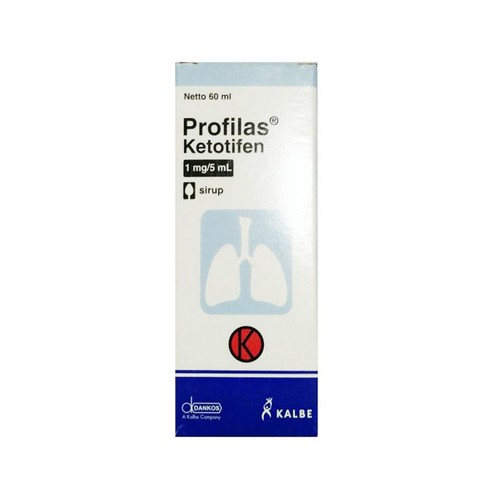 Netto 60 ml
Profilas®
Ketotifen
1 mg/5 mL
sirup
K
d DANKOS
A Kalbe Company
KALBE